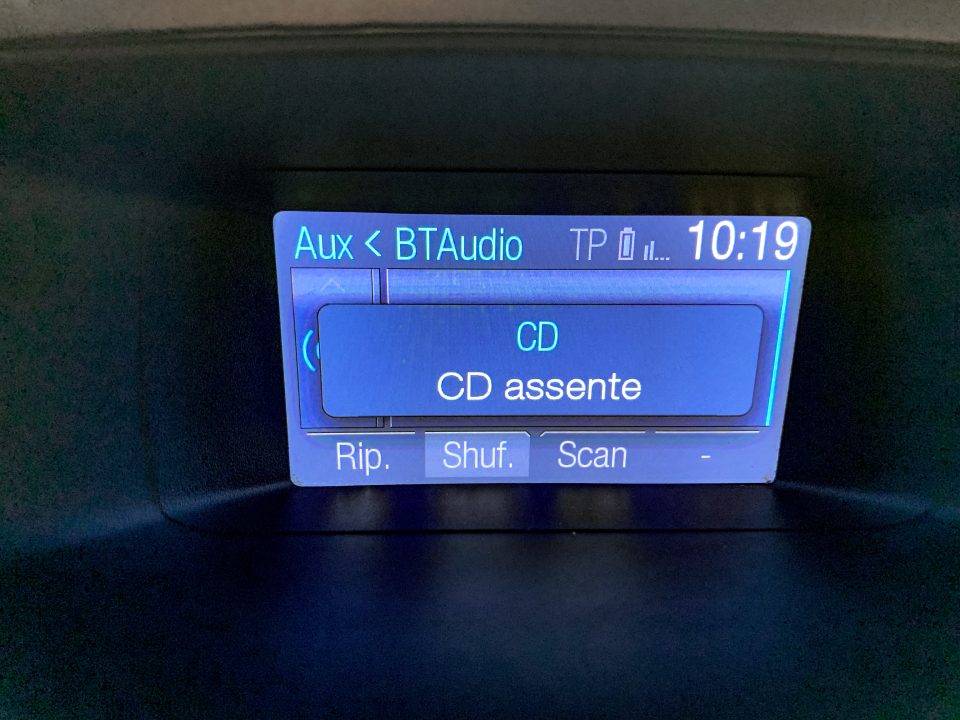 Aux < BTAudio TP 10:19
CD
CD assente
Rip. Shuf. Scan -